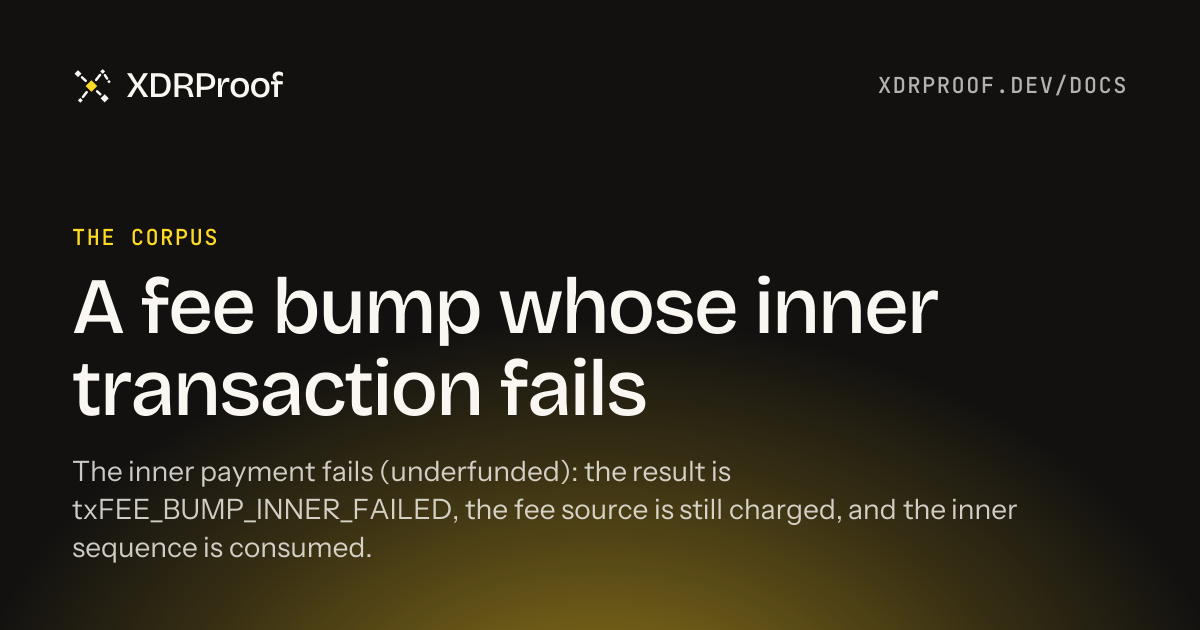 XDRProof
XDRPROOF.DEV/DOCS
THE CORPUS
A fee bump whose inner
transaction fails
The inner payment fails (underfunded): the result is
txFEE_BUMP_INNER_FAILED, the fee source is still charged, and the inner
sequence is consumed.